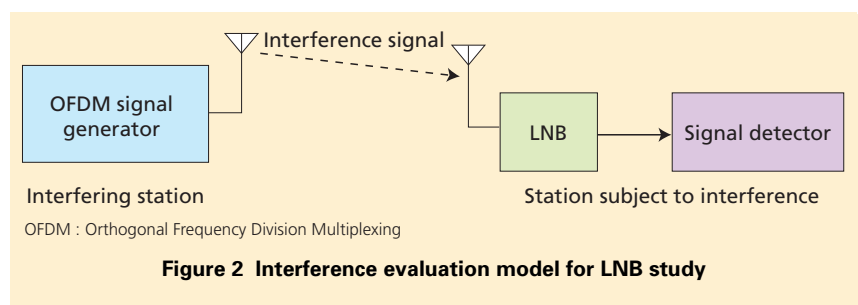 Interference signal
OFDM signal
generator
LNB
Signal detector
Interfering station
Station subject to interference
OFDM : Orthogonal Frequency Division Multiplexing
Figure 2 Interference evaluation model for LNB study